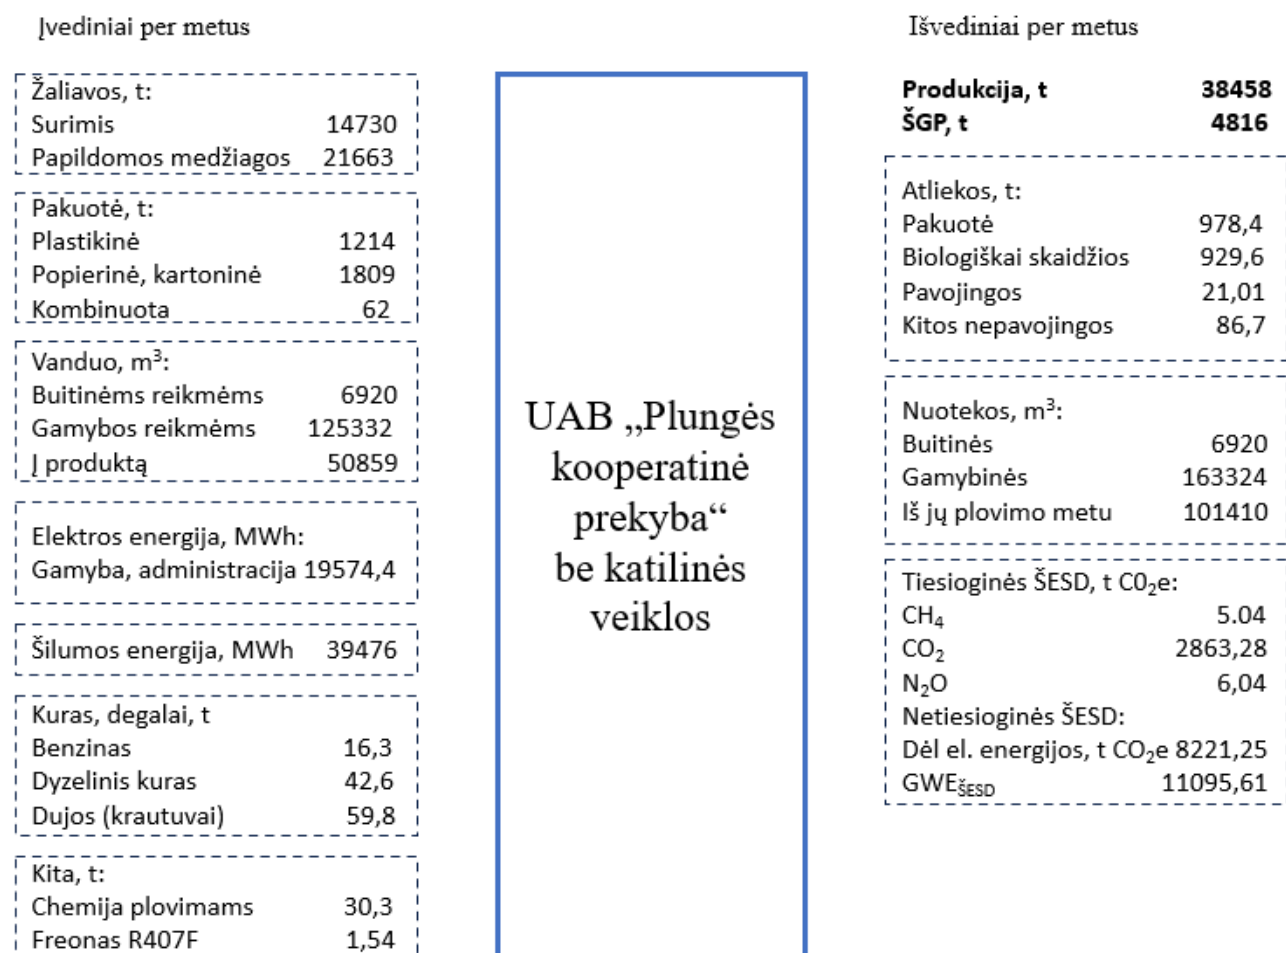 Įvediniai per metus
Žaliavos, t:
Surimis 14730
Papildomos medžiagos 21663
Pakuotė, t:
Plastikinė 1214
Popierinė, kartoninė 1809
Kombinuota 62
Vanduo, m³:
Buitinėms reikmėms 6920
Gamybos reikmėms 125332
Į produktą 50859
Elektros energija, MWh:
Gamyba, administracija 19574,4
Šilumos energija, MWh 39476
Kuras, degalai, t
Benzinas 16,3
Dyzelinis kuras 42,6
Dujos (krautuvai) 59,8
Kita, t:
Chemija plovimams 30,3
Freonas R407F 1,54
UAB „Plungės
kooperatinė
prekyba“
be katilinės
veiklos
Išvediniai per metus
Produkcija, t 38458
ŠGP, t 4816
Atliekos, t:
Pakuotė 978,4
Biologiškai skaidžios 929,6
Pavojingos 21,01
Kitos nepavojingos 86,7
Nuotekos, m³:
Buitinės 6920
Gamybinės 163324
Iš jų plovimo metu 101410
Tiesioginės ŠESD, t C0₂e:
CH₄ 5.04
CO₂ 2863,28
N₂O 6,04
Netiesioginės ŠESD:
Dėl el. energijos, t CO₂e 8221,25
GWEŠESD 11095,61